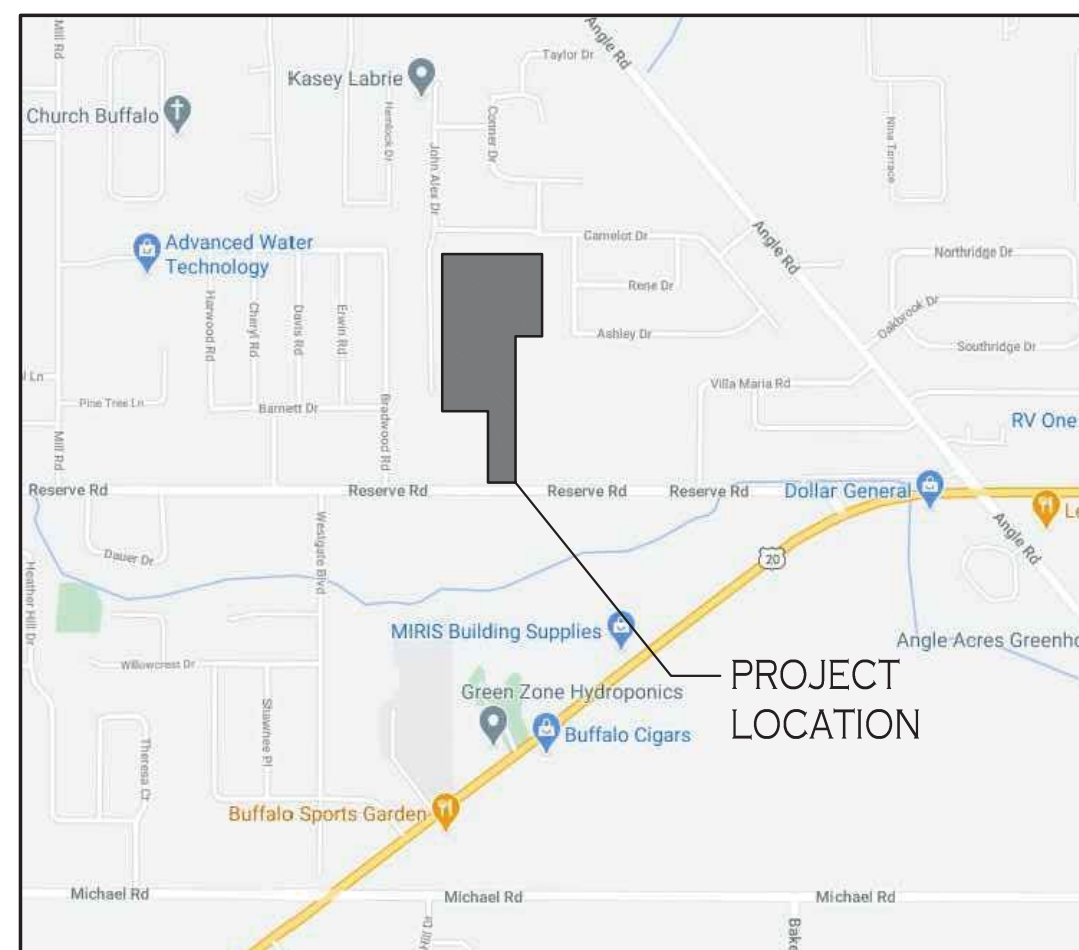 Mill Rd
Angle Rd
Taylor Dr
Kasey Labrie
Church Buffalo
Hemlock Dr
Conner Dr
John Alex Dr
Nina Terrace
Advanced Water
Technology
Camelot Dr
Angle Rd
Northridge Dr
Rene Dr
Harwood Rd
Cheryl Rd
Davis Rd
Erwin Rd
Ashley Dr
Oakbrook Dr
Southridge Dr
Villa Maria Rd
Pine Tree Ln
Barnett Dr
Bradwood Rd
RV One
Mill Rd
Reserve Rd
Reserve Rd
Reserve Rd
Reserve Rd
Dollar General
Westgate Blvd
Angle Rd
Dauer Dr
20
Heather Hill Dr
MIRIS Building Supplies
Angle Acres Greenho
Willowcrest Dr
PROJECT
LOCATION
Green Zone Hydroponics
Shawnee Pl
Buffalo Cigars
Theresa Ct
Buffalo Sports Garden
Michael Rd
Michael Rd
Michael Rd